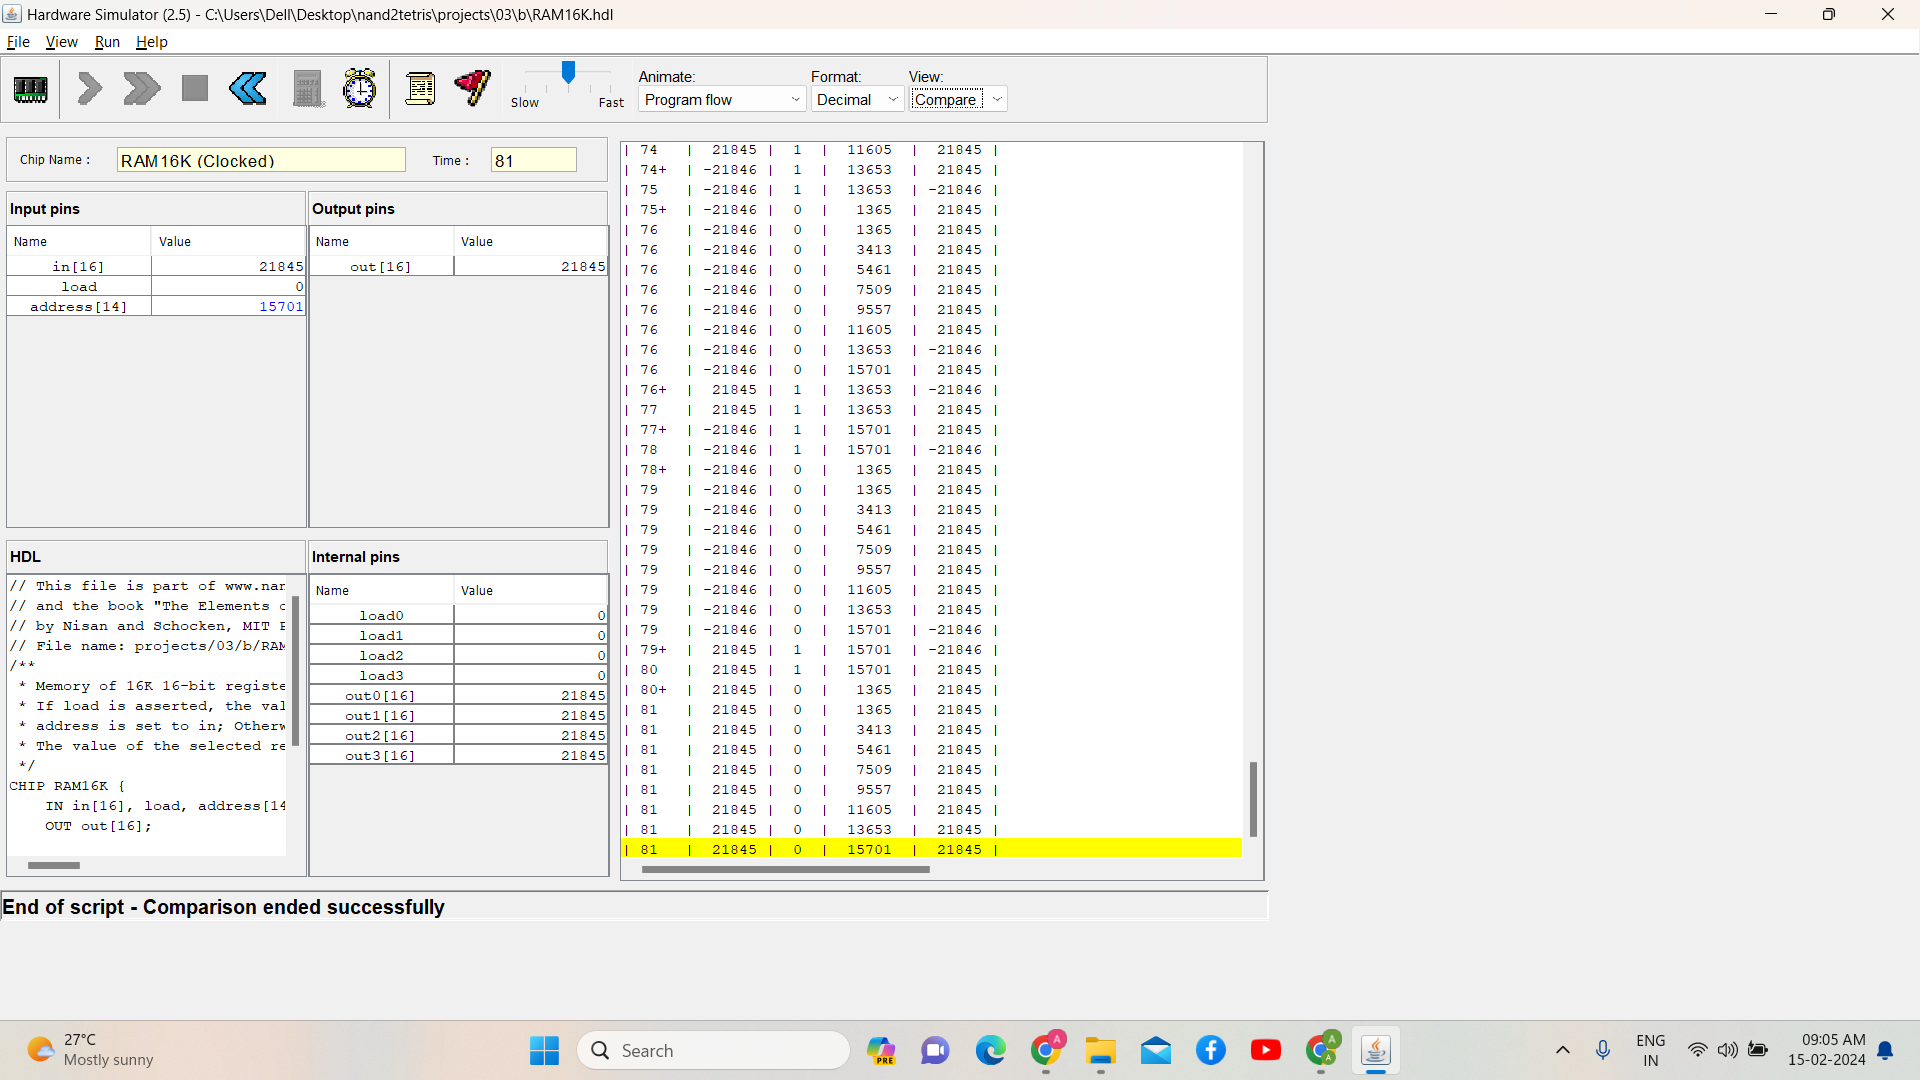 Hardware Simulator (2.5) - C:\Users\Dell\Desktop\nand2tetris\projects\03\b\RAM16K.hdl
File View Run Help
Slow Fast
Animate: Format: View:
Program flow Decimal Compare
Chip Name : RAM16K (Clocked) Time : 81
Input pins
Name Value
in[16] 21845
load 0
address[14] 15701
Output pins
Name Value
out[16] 21845
HDL
// This file is part of www.nan
// and the book "The Elements o
// by Nisan and Schocken, MIT P
// File name: projects/03/b/RAM
/**
* Memory of 16K 16-bit registe
* If load is asserted, the val
* address is set to in; Otherw
* The value of the selected re
*/
CHIP RAM16K {
IN in[16], load, address[14
OUT out[16];
Internal pins
Name Value
load0 0
load1 0
load2 0
load3 0
out0[16] 21845
out1[16] 21845
out2[16] 21845
out3[16] 21845
| 74 | 21845 | 1 | 11605 | 21845 |
| 74+ | -21846 | 1 | 13653 | 21845 |
| 75 | -21846 | 1 | 13653 | -21846 |
| 75+ | -21846 | 0 | 1365 | 21845 |
| 76 | -21846 | 0 | 1365 | 21845 |
| 76 | -21846 | 0 | 3413 | 21845 |
| 76 | -21846 | 0 | 5461 | 21845 |
| 76 | -21846 | 0 | 7509 | 21845 |
| 76 | -21846 | 0 | 9557 | 21845 |
| 76 | -21846 | 0 | 11605 | 21845 |
| 76 | -21846 | 0 | 13653 | -21846 |
| 76 | -21846 | 0 | 15701 | 21845 |
| 76+ | 21845 | 1 | 13653 | -21846 |
| 77 | 21845 | 1 | 13653 | 21845 |
| 77+ | -21846 | 1 | 15701 | 21845 |
| 78 | -21846 | 1 | 15701 | -21846 |
| 78+ | -21846 | 0 | 1365 | 21845 |
| 79 | -21846 | 0 | 1365 | 21845 |
| 79 | -21846 | 0 | 3413 | 21845 |
| 79 | -21846 | 0 | 5461 | 21845 |
| 79 | -21846 | 0 | 7509 | 21845 |
| 79 | -21846 | 0 | 9557 | 21845 |
| 79 | -21846 | 0 | 11605 | 21845 |
| 79 | -21846 | 0 | 13653 | 21845 |
| 79 | -21846 | 0 | 15701 | -21846 |
| 79+ | 21845 | 1 | 15701 | -21846 |
| 80 | 21845 | 1 | 15701 | 21845 |
| 80+ | 21845 | 0 | 1365 | 21845 |
| 81 | 21845 | 0 | 1365 | 21845 |
| 81 | 21845 | 0 | 3413 | 21845 |
| 81 | 21845 | 0 | 5461 | 21845 |
| 81 | 21845 | 0 | 7509 | 21845 |
| 81 | 21845 | 0 | 9557 | 21845 |
| 81 | 21845 | 0 | 11605 | 21845 |
| 81 | 21845 | 0 | 13653 | 21845 |
| 81 | 21845 | 0 | 15701 | 21845 |
End of script - Comparison ended successfully
27°C
Mostly sunny
Search
PRE
A
A
A
ENG
IN
09:05 AM
15-02-2024